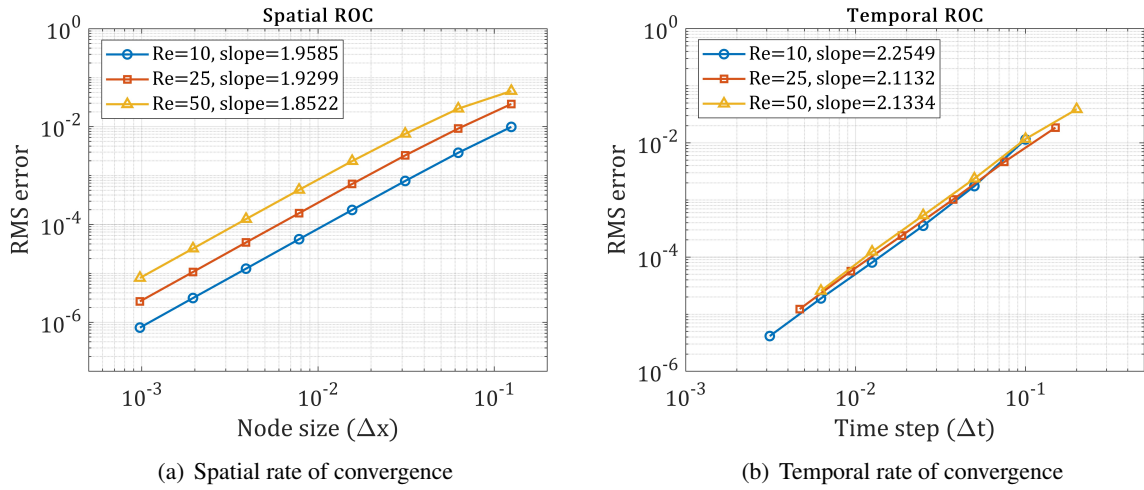 Spatial ROC
Re=10, slope=1.9585
Re=25, slope=1.9299
Re=50, slope=1.8522
10^0
10^-2
10^-4
10^-6
RMS error
10^-3
10^-2
10^-1
Node size (Δx)
(a) Spatial rate of convergence
Temporal ROC
Re=10, slope=2.2549
Re=25, slope=2.1132
Re=50, slope=2.1334
10^0
10^-2
10^-4
10^-6
RMS error
10^-3
10^-2
10^-1
Time step (Δt)
(b) Temporal rate of convergence